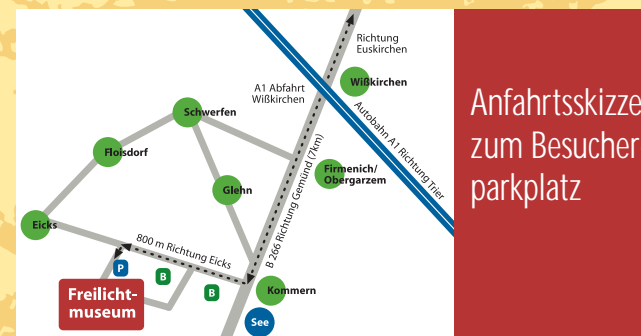 Richtung
Euskirchen
A1 Abfahrt
Wißkirchen
Wißkirchen
Autobahn A1 Richtung Trier
Schwerfen
Floisdorf
Firmenich/
Obergarzem
Glehn
B 266 Richtung Gemünd (7km)
Eicks
800 m Richtung Eicks
P
B
B
Freilicht-
museum
Kommern
See
Anfahrtsskizze
zum Besucher
parkplatz